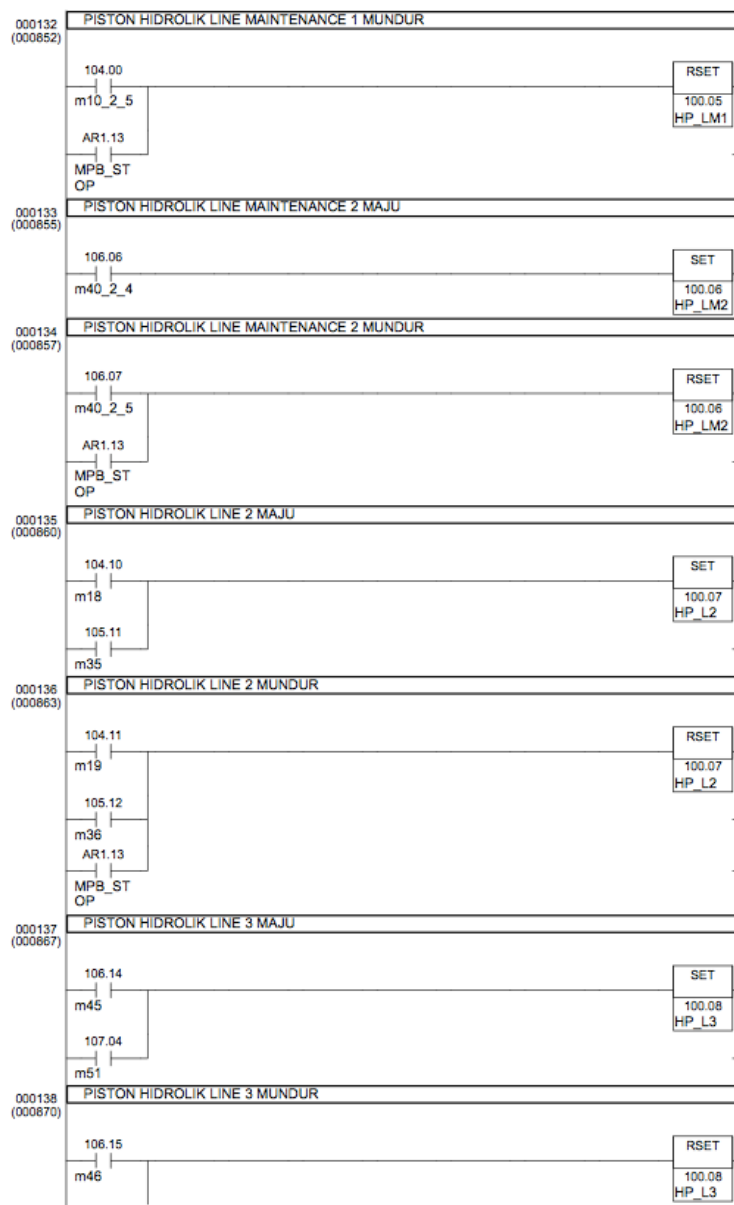 000132
(000852)
PISTON HIDROLIK LINE MAINTENANCE 1 MUNDUR
104.00
m10_2_5
RSET
100.05
HP_LM1
AR1.13
MPB_ST
OP
000133
(000855)
PISTON HIDROLIK LINE MAINTENANCE 2 MAJU
106.06
m40_2_4
SET
100.06
HP_LM2
000134
(000857)
PISTON HIDROLIK LINE MAINTENANCE 2 MUNDUR
106.07
m40_2_5
RSET
100.06
HP_LM2
AR1.13
MPB_ST
OP
000135
(000860)
PISTON HIDROLIK LINE 2 MAJU
104.10
m18
SET
100.07
HP_L2
105.11
m35
000136
(000863)
PISTON HIDROLIK LINE 2 MUNDUR
104.11
m19
RSET
100.07
HP_L2
105.12
m36
AR1.13
MPB_ST
OP
000137
(000867)
PISTON HIDROLIK LINE 3 MAJU
106.14
m45
SET
100.08
HP_L3
107.04
m51
000138
(000870)
PISTON HIDROLIK LINE 3 MUNDUR
106.15
m46
RSET
100.08
HP_L3